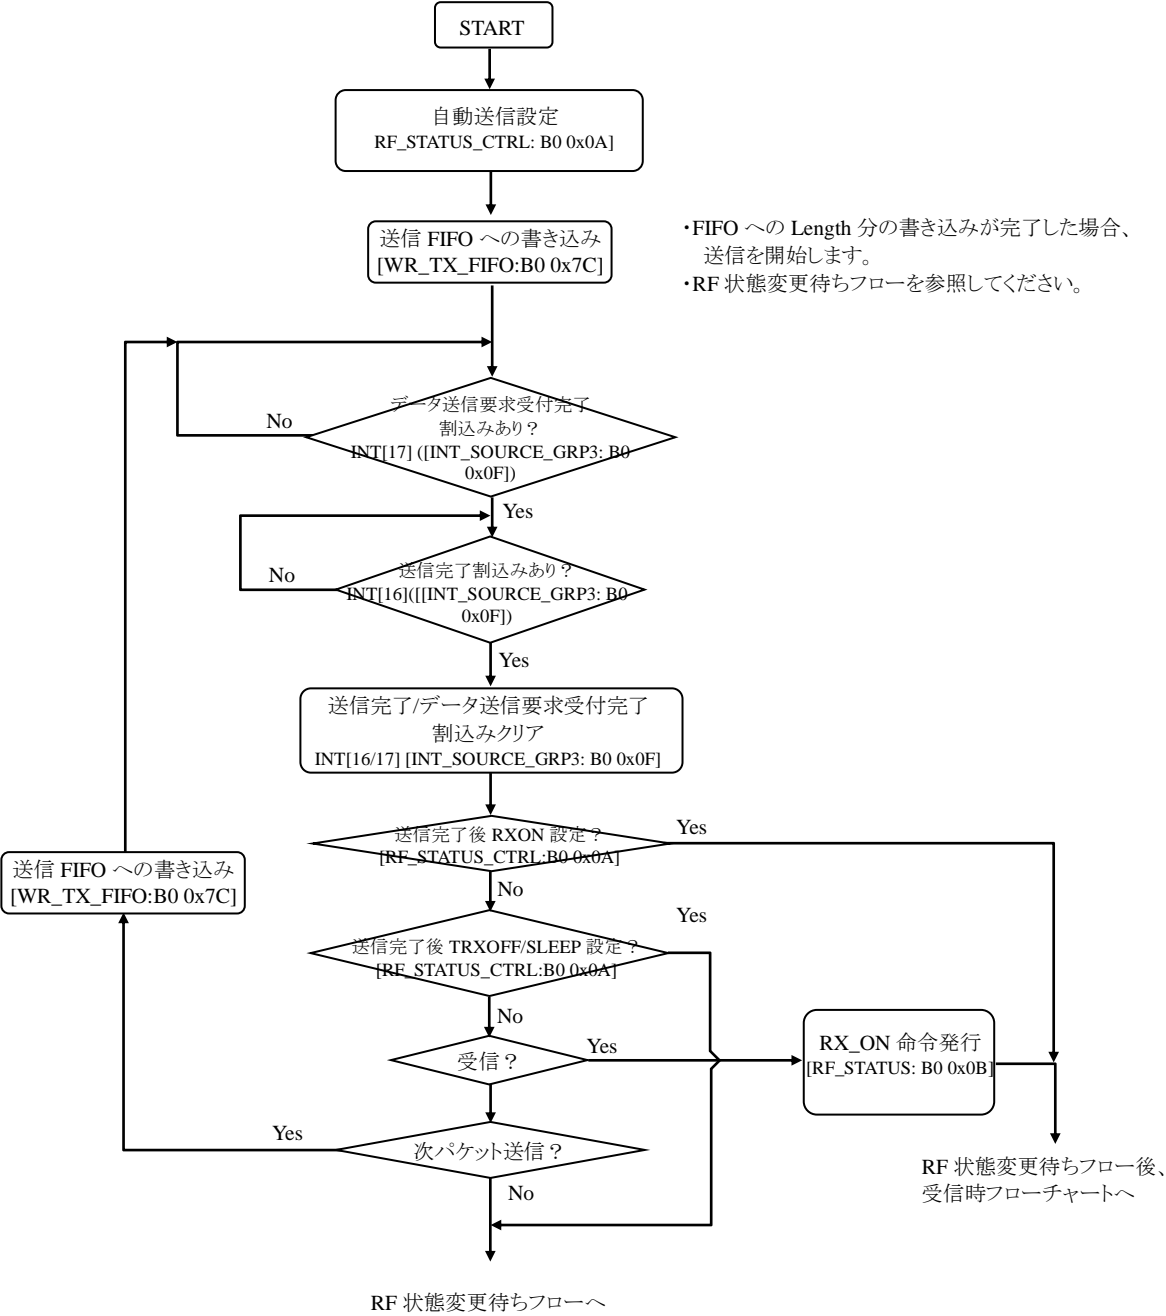 START
自動送信設定
RF_STATUS_CTRL: B0 0x0A]
送信 FIFO への書き込み
[WR_TX_FIFO:B0 0x7C]
・FIFO への Length 分の書き込みが完了した場合、
送信を開始します。
・RF 状態変更待ちフローを参照してください。
データ送信要求受付完了
割込みあり？
INT[17] ([INT_SOURCE_GRP3: B0
0x0F])
No
Yes
送信完了割込みあり？
INT[16]([[INT_SOURCE_GRP3: B0
0x0F])
No
Yes
送信完了/データ送信要求受付完了
割込みクリア
INT[16/17] [INT_SOURCE_GRP3: B0 0x0F]
送信完了後 RXON 設定？
[RF_STATUS_CTRL:B0 0x0A]
Yes
No
送信 FIFO への書き込み
[WR_TX_FIFO:B0 0x7C]
送信完了後 TRXOFF/SLEEP 設定？
[RF_STATUS_CTRL:B0 0x0A]
Yes
No
受信？
Yes
RX_ON 命令発行
[RF_STATUS: B0 0x0B]
次パケット送信？
Yes
No
RF 状態変更待ちフロー後、
受信時フローチャートへ
RF 状態変更待ちフローへ